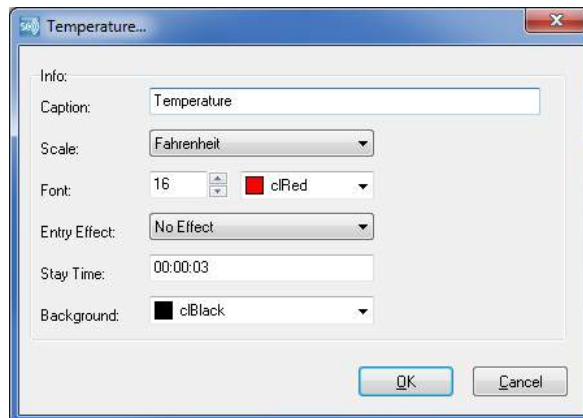 Temperature...
Info:
Caption: Temperature
Scale: Fahrenheit
Font: 16 clRed
Entry Effect: No Effect
Stay Time: 00:00:03
Background: clBlack
OK Cancel